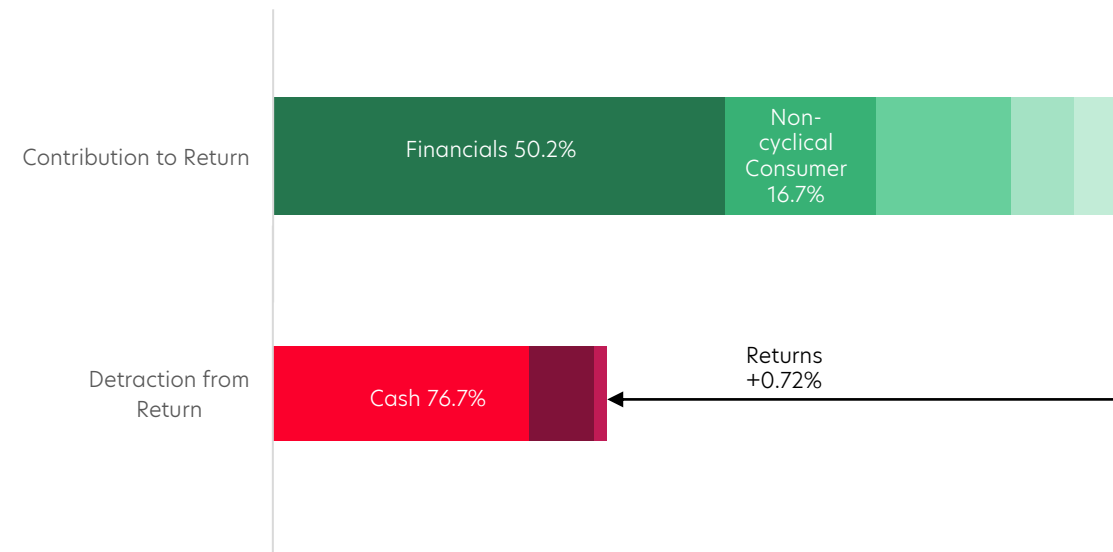 Contribution to Return
Financials 50.2%
Non-
cyclical
Consumer
16.7%
Detraction from
Return
Cash 76.7%
Returns
+0.72%